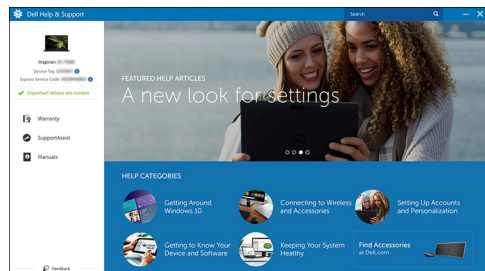 Dell Help & Support
Search
Inspiron
Service Tag
Express Service Code
Important drivers are current
Warranty
SupportAssist
Manuals
Feedback
FEATURED HELP ARTICLES
A new look for settings
HELP CATEGORIES
Getting Around
Windows 10
Connecting to Wireless
and Accessories
Setting Up Accounts
and Personalization
Getting to Know Your
Device and Software
Keeping Your System
Healthy
Find Accessories
at Dell.com